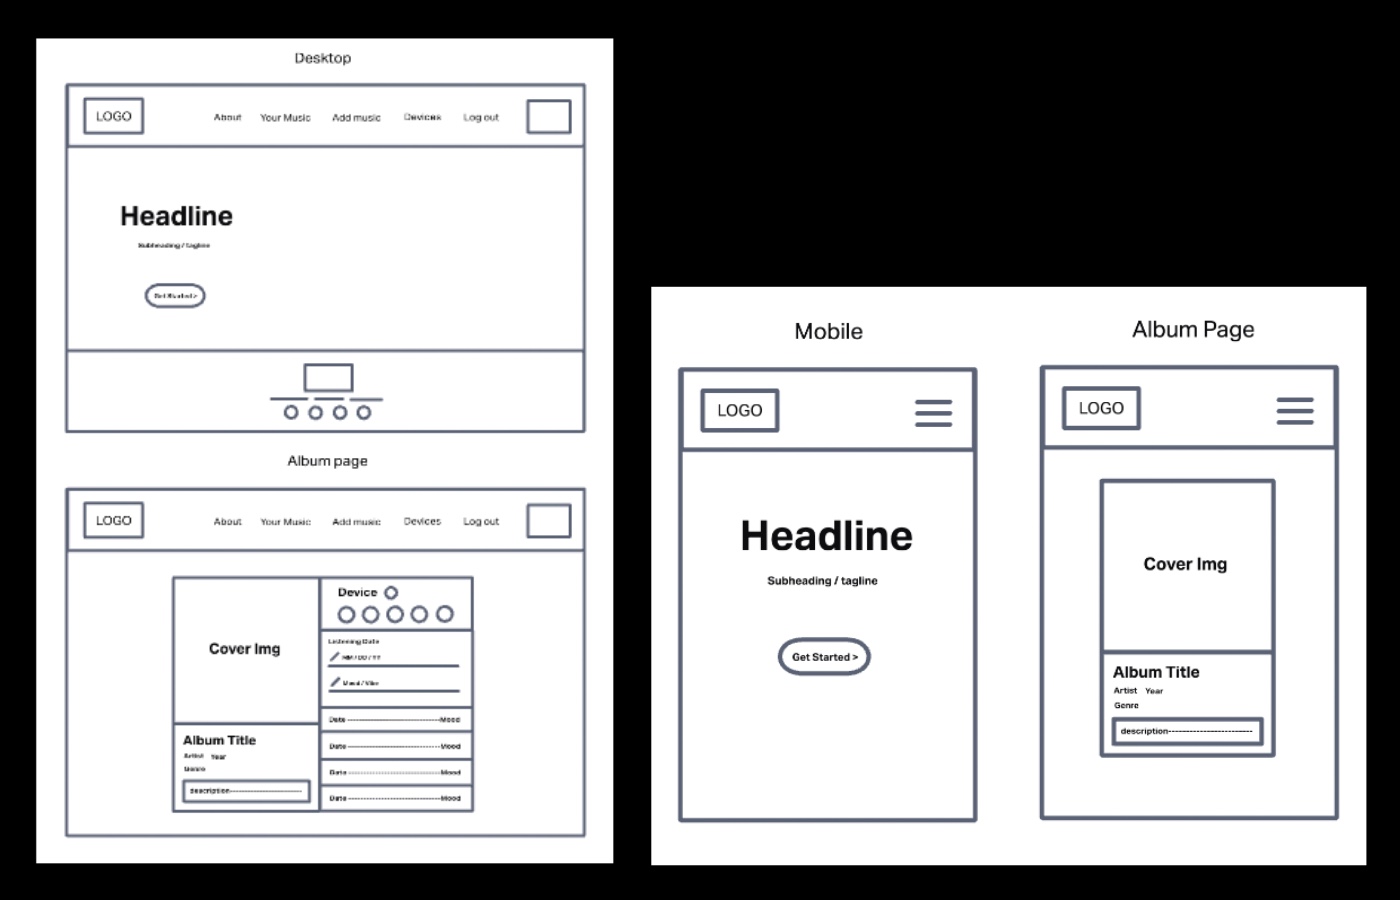 Desktop
LOGO About Your Music Add music Devices Log out
Headline
Subheading / tagline
Get Started >
Album page
LOGO About Your Music Add music Devices Log out
Cover Img
Album Title
Artist Year
Genre
description----------------------------
Device
Listening Date
MM / DD / YY
Mood / Vibe
Date ------------------------------Mood
Date ------------------------------Mood
Date ------------------------------Mood
Date ------------------------------Mood
Mobile
LOGO
Headline
Subheading / tagline
Get Started >
Album Page
LOGO
Cover Img
Album Title
Artist Year
Genre
description----------------------------